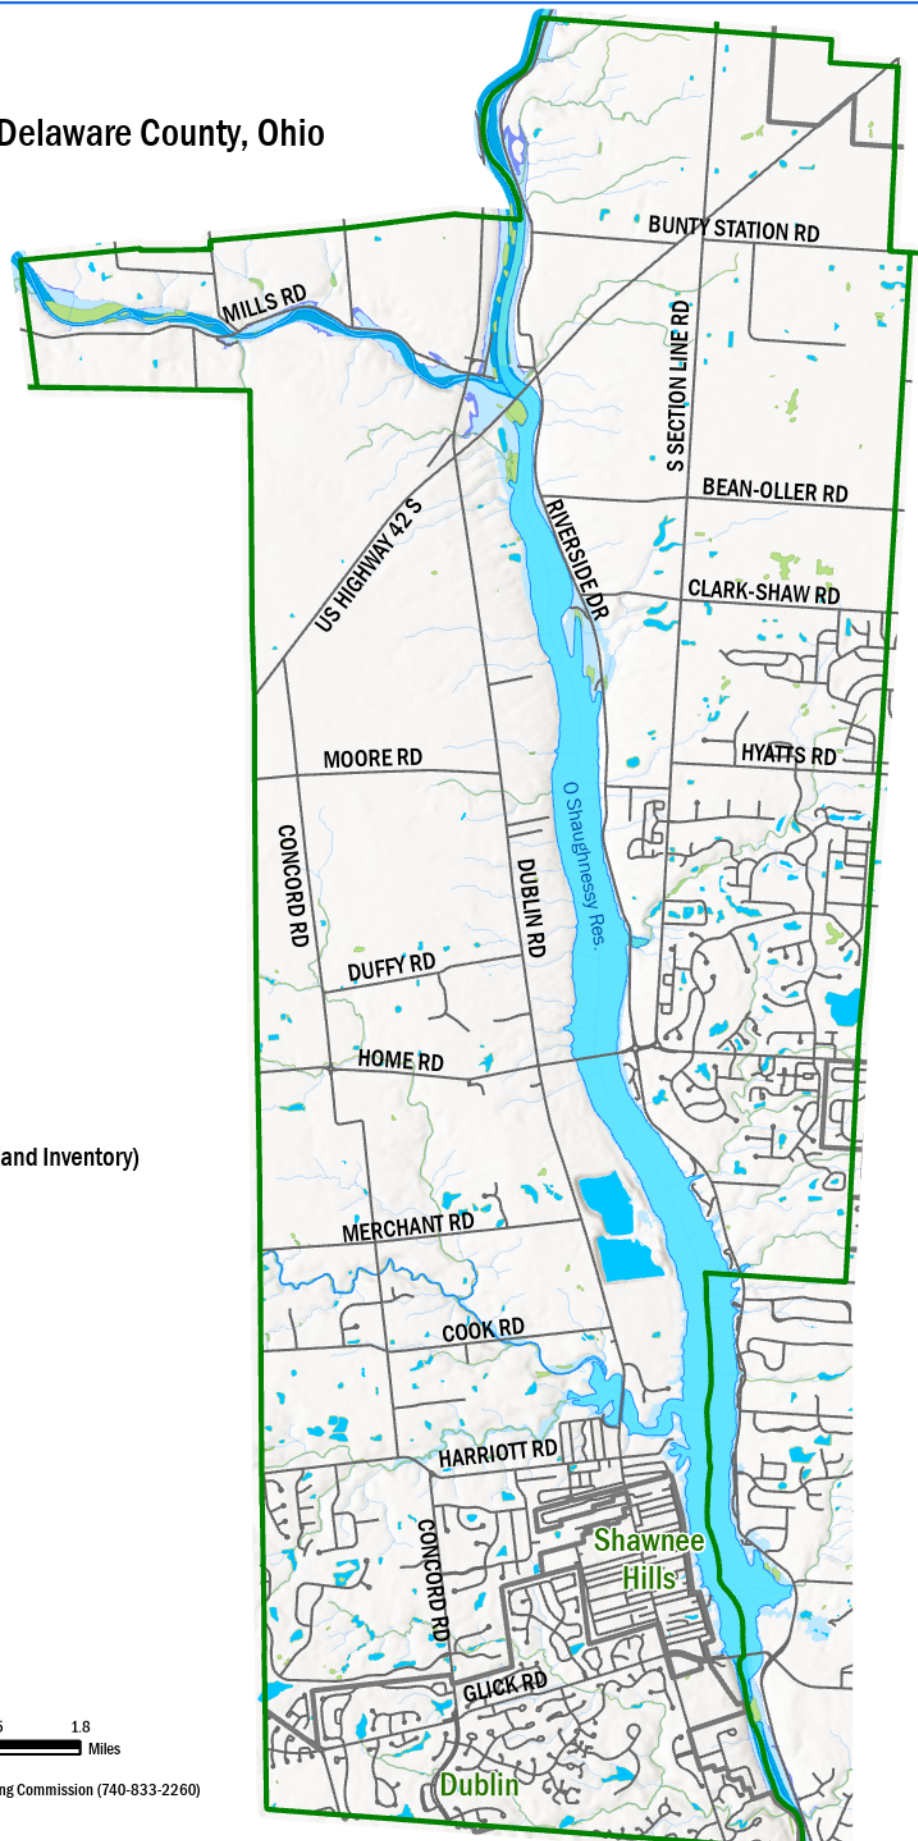 Delaware County, Ohio
BUNTY STATION RD
MILLS RD
S SECTION LINE RD
BEAN-OLLER RD
US HIGHWAY 42 S
RIVERSIDE DR
CLARK-SHAW RD
MOORE RD
HYATTS RD
O Shaughnessy Res.
CONCORD RD
DUBLIN RD
DUFFY RD
HOME RD
and Inventory)
MERCHANT RD
COOK RD
HARRIOTT RD
CONCORD RD
Shawnee
Hills
GLICK RD
1.8
Miles
ng Commission (740-833-2260)
Dublin